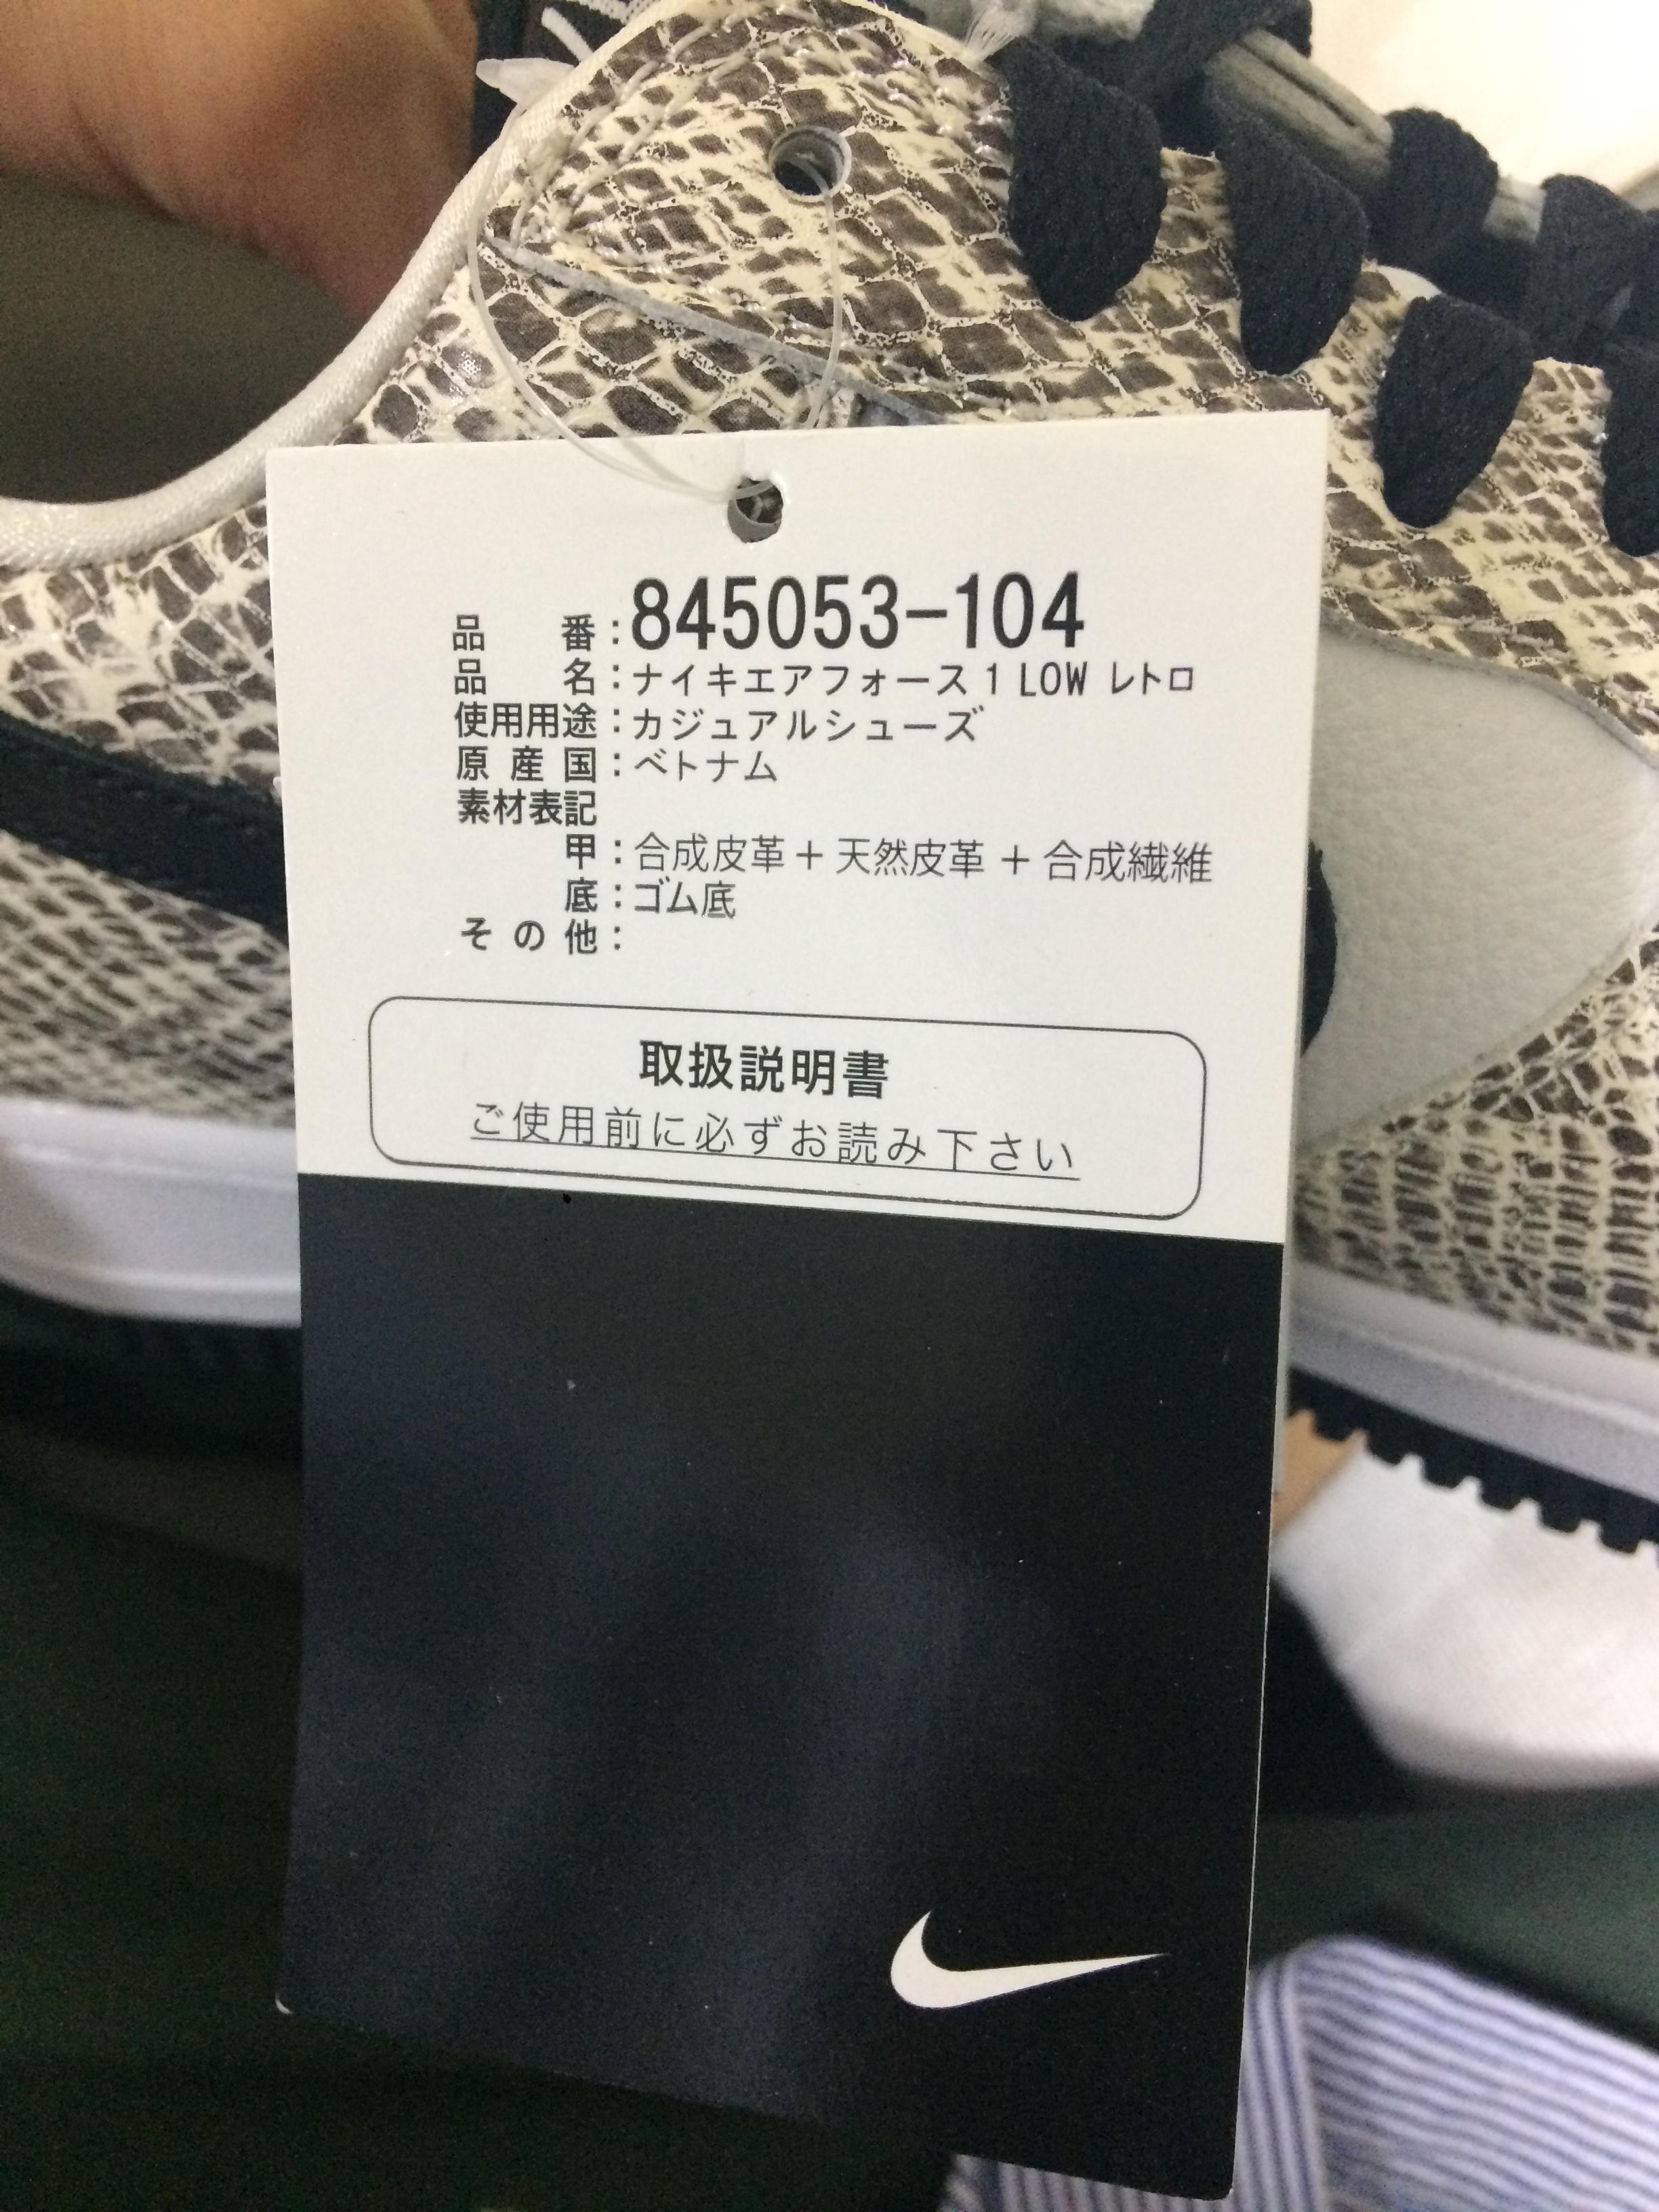 品番:845053-104
品名:ナイキエアフォース 1 LOW レトロ
使用用途:カジュアルシューズ
原産国:ベトナム
素材表記
甲:合成皮革+天然皮革+合成繊維
底:ゴム底
その他:
取扱説明書
ご使用前に必ずお読み下さい